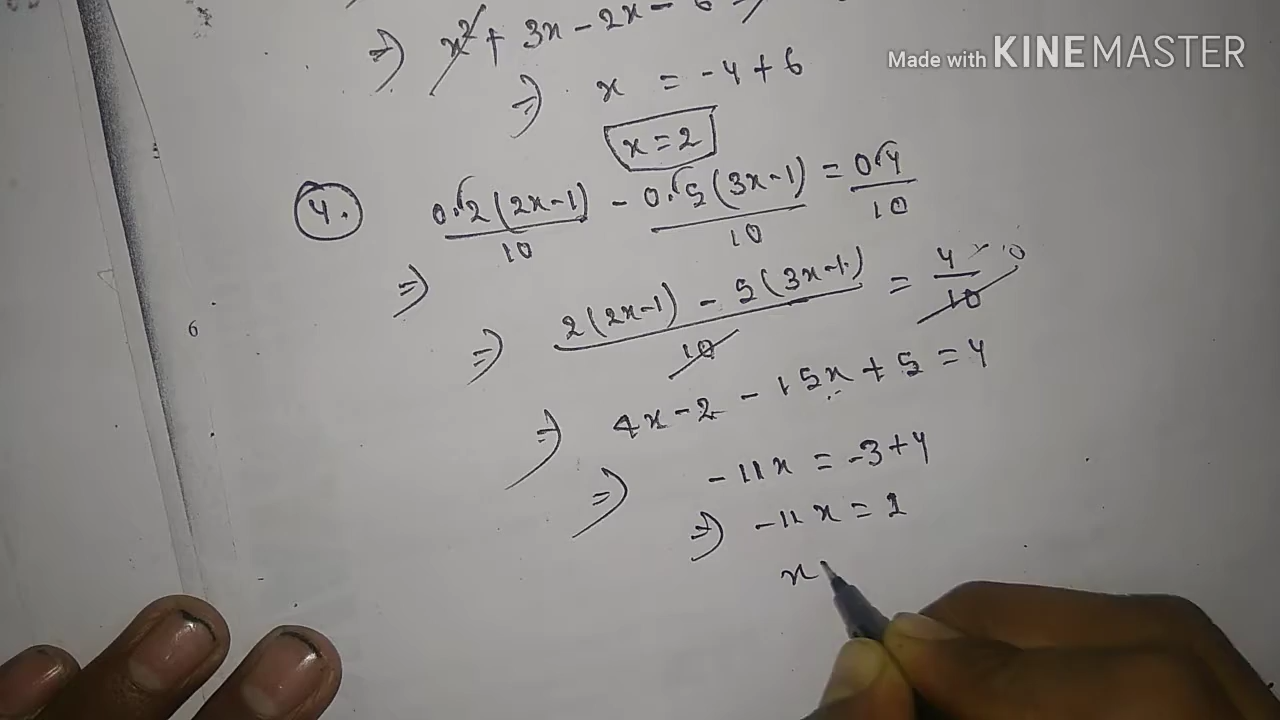 ⇒ x² + 3x - 2x - 6
Made with KINEMASTER
⇒ x = -4 + 6
x = 2
4. 0.2(2x-1)/10 - 0.5(3x-1)/10 = 0.4/10
⇒
⇒ 2(2x-1) - 5(3x-1)/10 = 4/10
6
⇒ 4x - 2 - 15x + 5 = 4
⇒ -11x = -3 + 4
⇒ -11x = 1
x